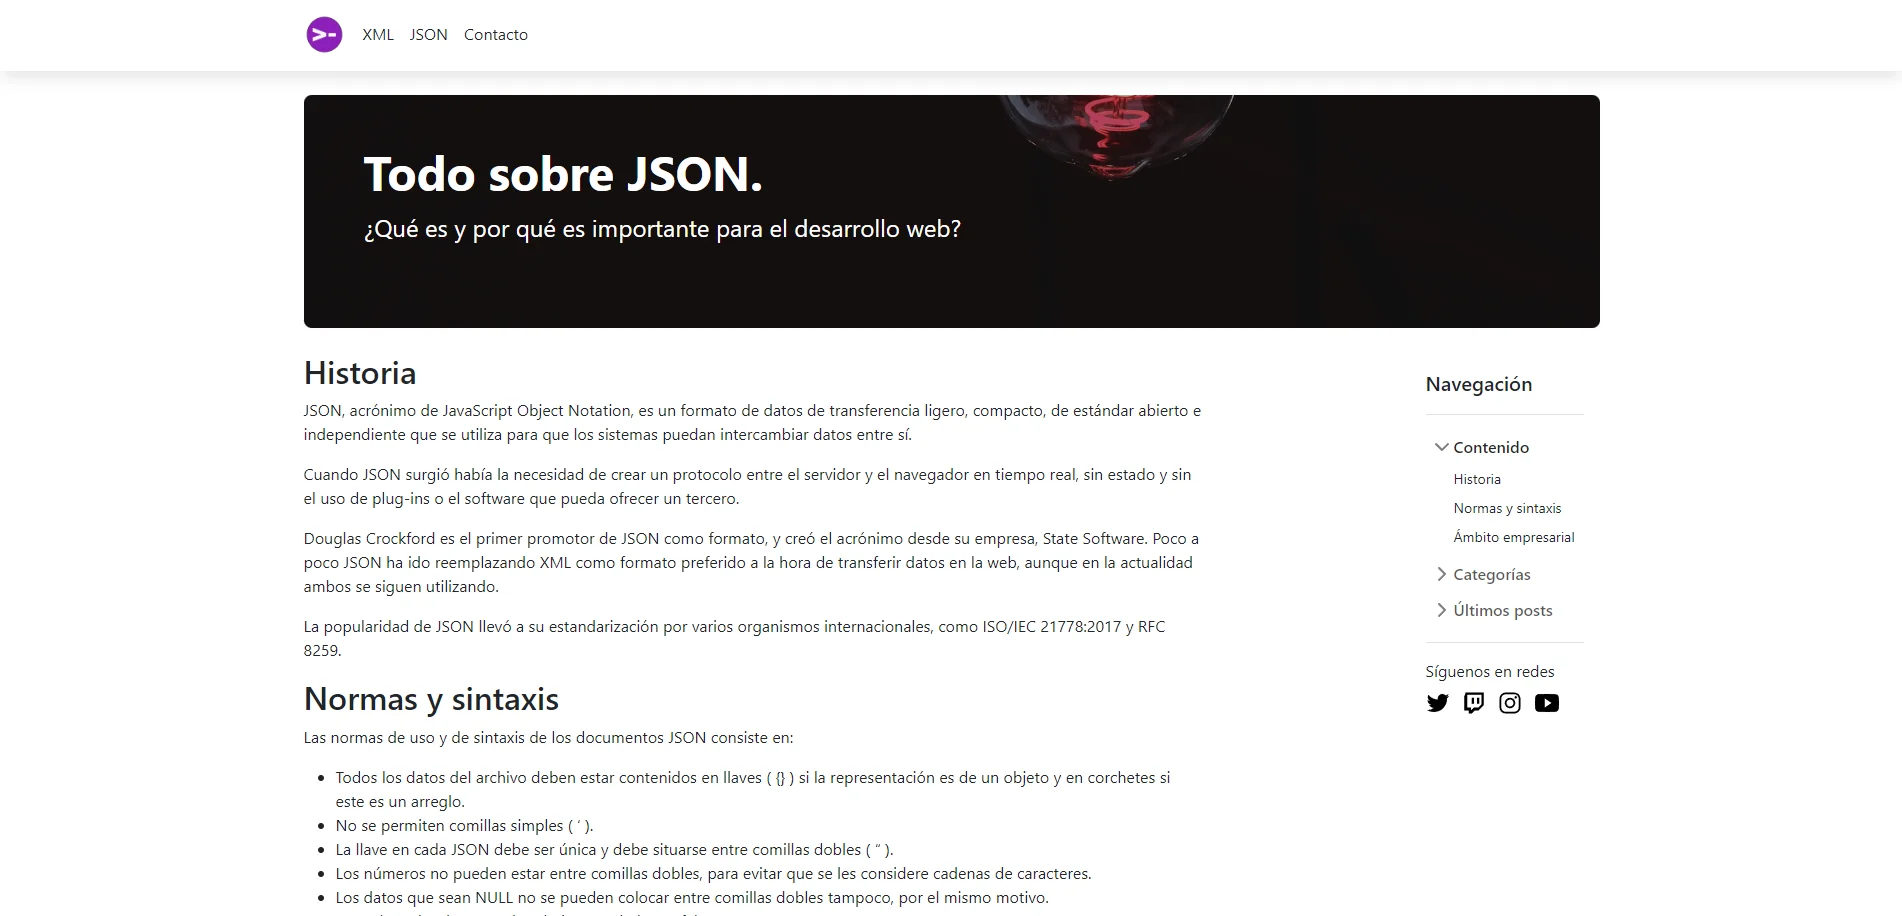 >-
XML JSON Contacto
Todo sobre JSON.
¿Qué es y por qué es importante para el desarrollo web?
Historia
JSON, acrónimo de JavaScript Object Notation, es un formato de datos de transferencia ligero, compacto, de estándar abierto e
independiente que se utiliza para que los sistemas puedan intercambiar datos entre sí.
Cuando JSON surgió había la necesidad de crear un protocolo entre el servidor y el navegador en tiempo real, sin estado y sin
el uso de plug-ins o el software que pueda ofrecer un tercero.
Douglas Crockford es el primer promotor de JSON como formato, y creó el acrónimo desde su empresa, State Software. Poco a
poco JSON ha ido reemplazando XML como formato preferido a la hora de transferir datos en la web, aunque en la actualidad
ambos se siguen utilizando.
La popularidad de JSON llevó a su estandarización por varios organismos internacionales, como ISO/IEC 21778:2017 y RFC
8259.
Normas y sintaxis
Las normas de uso y de sintaxis de los documentos JSON consiste en:
Todos los datos del archivo deben estar contenidos en llaves ( {} ) si la representación es de un objeto y en corchetes si
este es un arreglo.
No se permiten comillas simples ( ‘ ).
La llave en cada JSON debe ser única y debe situarse entre comillas dobles ( “ ).
Los números no pueden estar entre comillas dobles, para evitar que se les considere cadenas de caracteres.
Los datos que sean NULL no se pueden colocar entre comillas dobles tampoco, por el mismo motivo.
Navegación
Contenido
Historia
Normas y sintaxis
Ámbito empresarial
Categorías
Últimos posts
Síguenos en redes